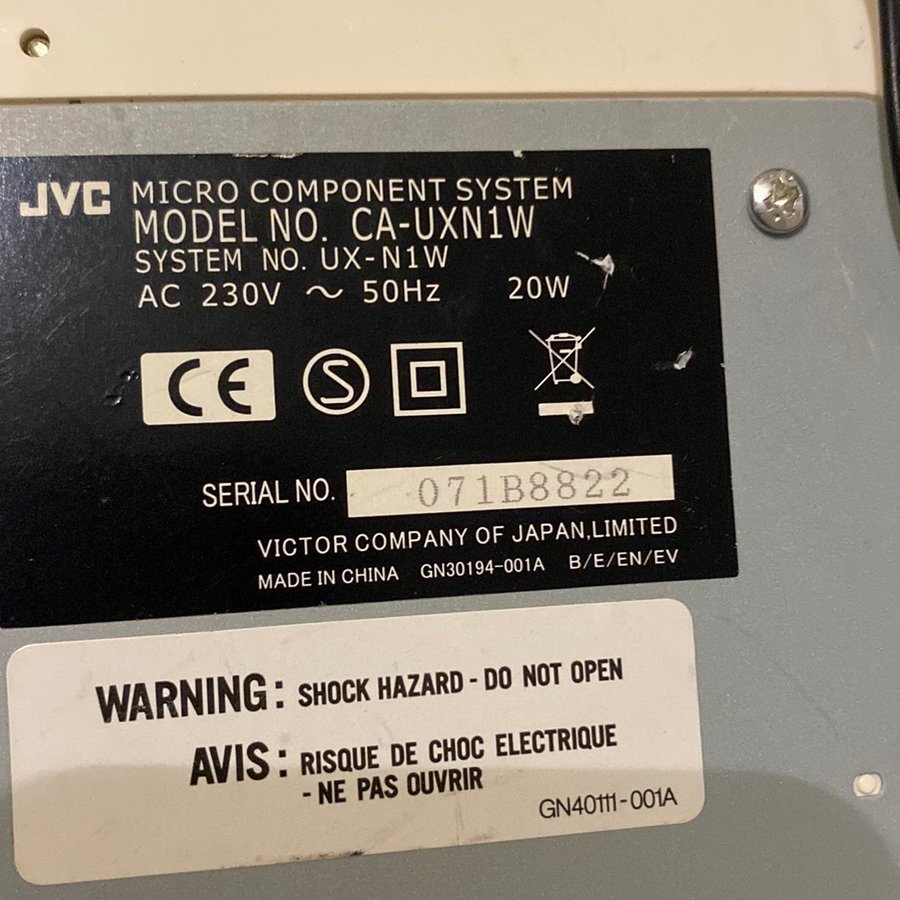 JVC MICRO COMPONENT SYSTEM
MODEL NO. CA-UXN1W
SYSTEM NO. UX-N1W
AC 230V ~ 50Hz 20W
CE S
SERIAL NO. 071B8822
VICTOR COMPANY OF JAPAN,LIMITED
MADE IN CHINA GN30194-001A B/E/EN/EV
WARNING: SHOCK HAZARD - DO NOT OPEN
AVIS: RISQUE DE CHOC ELECTRIQUE
- NE PAS OUVRIR
GN40111-001A